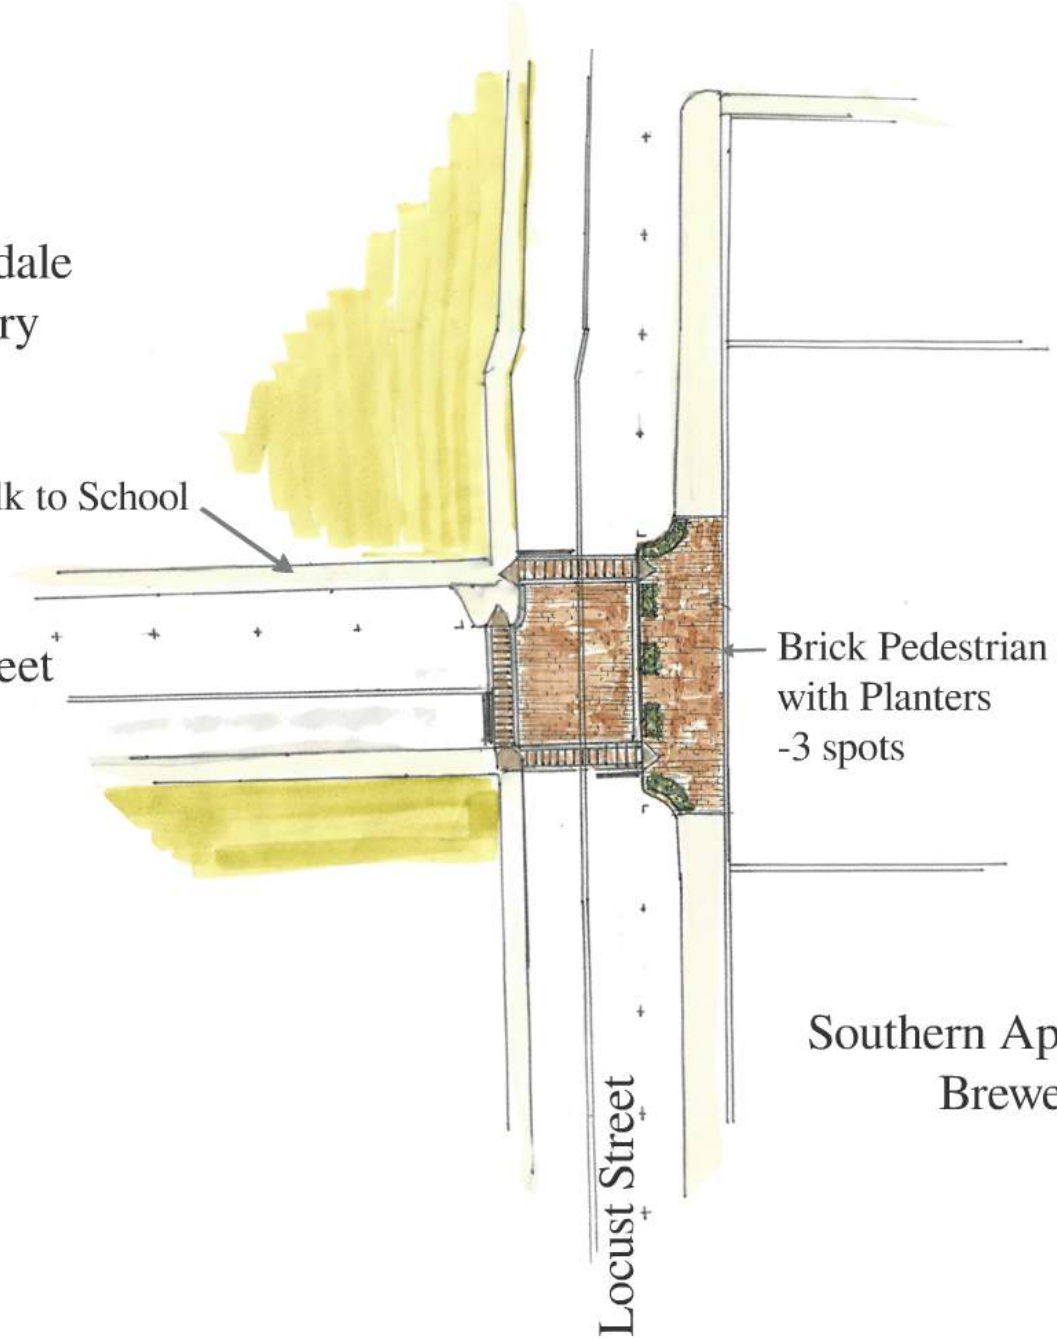 dale
ry
lk to School
eet
Brick Pedestrian
with Planters
-3 spots
Southern Ap
Brewe
Locust Street